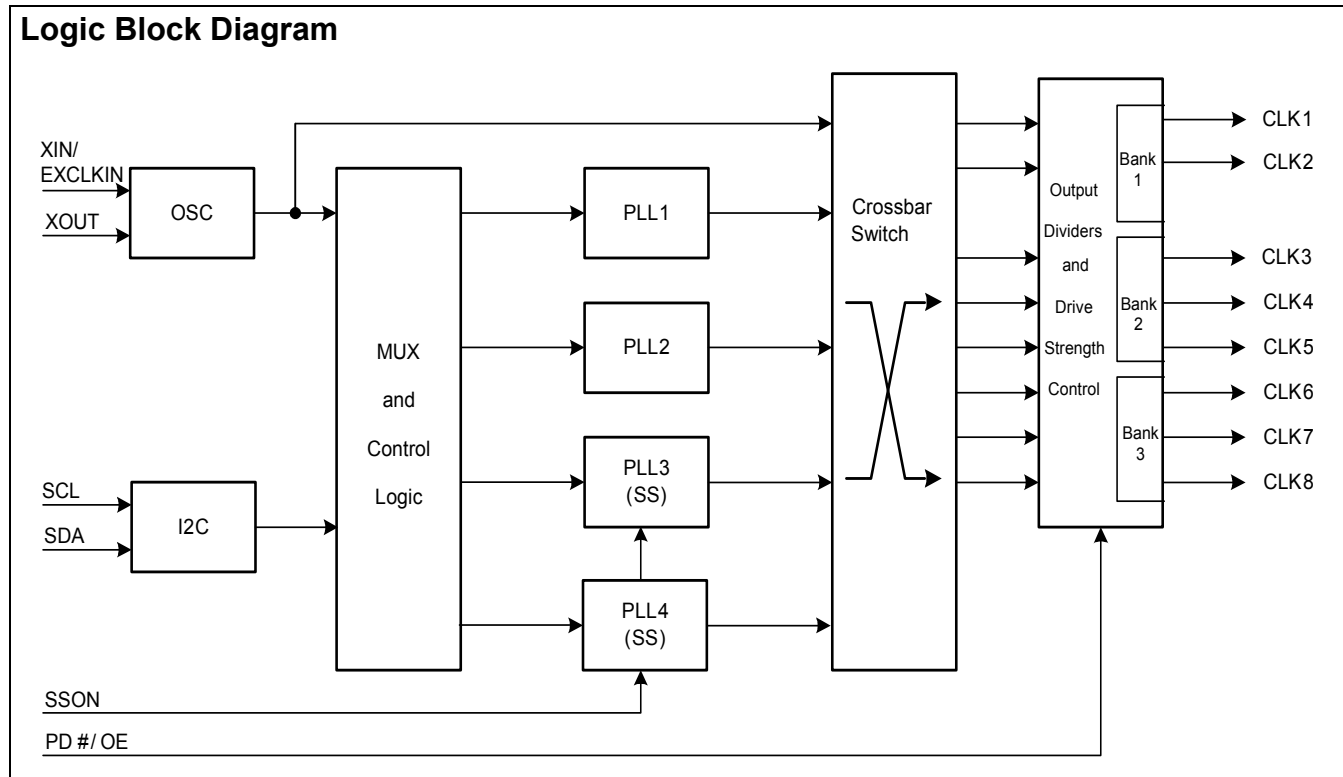 Logic Block Diagram
XIN/
EXCLKIN
XOUT
OSC
SCL
SDA
I2C
MUX
and
Control
Logic
PLL1
PLL2
PLL3
(SS)
PLL4
(SS)
Crossbar
Switch
Output
Dividers
and
Drive
Strength
Control
Bank
1
Bank
2
Bank
3
CLK1
CLK2
CLK3
CLK4
CLK5
CLK6
CLK7
CLK8
SSON
PD #/ OE